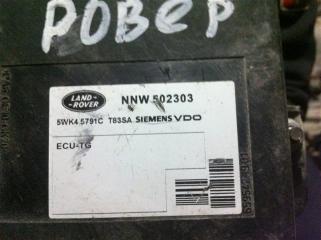 РОВЕР
LAND-
ROVER
NNW 502303
5WK4 5791C T83SA SIEMENS VDO
ECU-TG